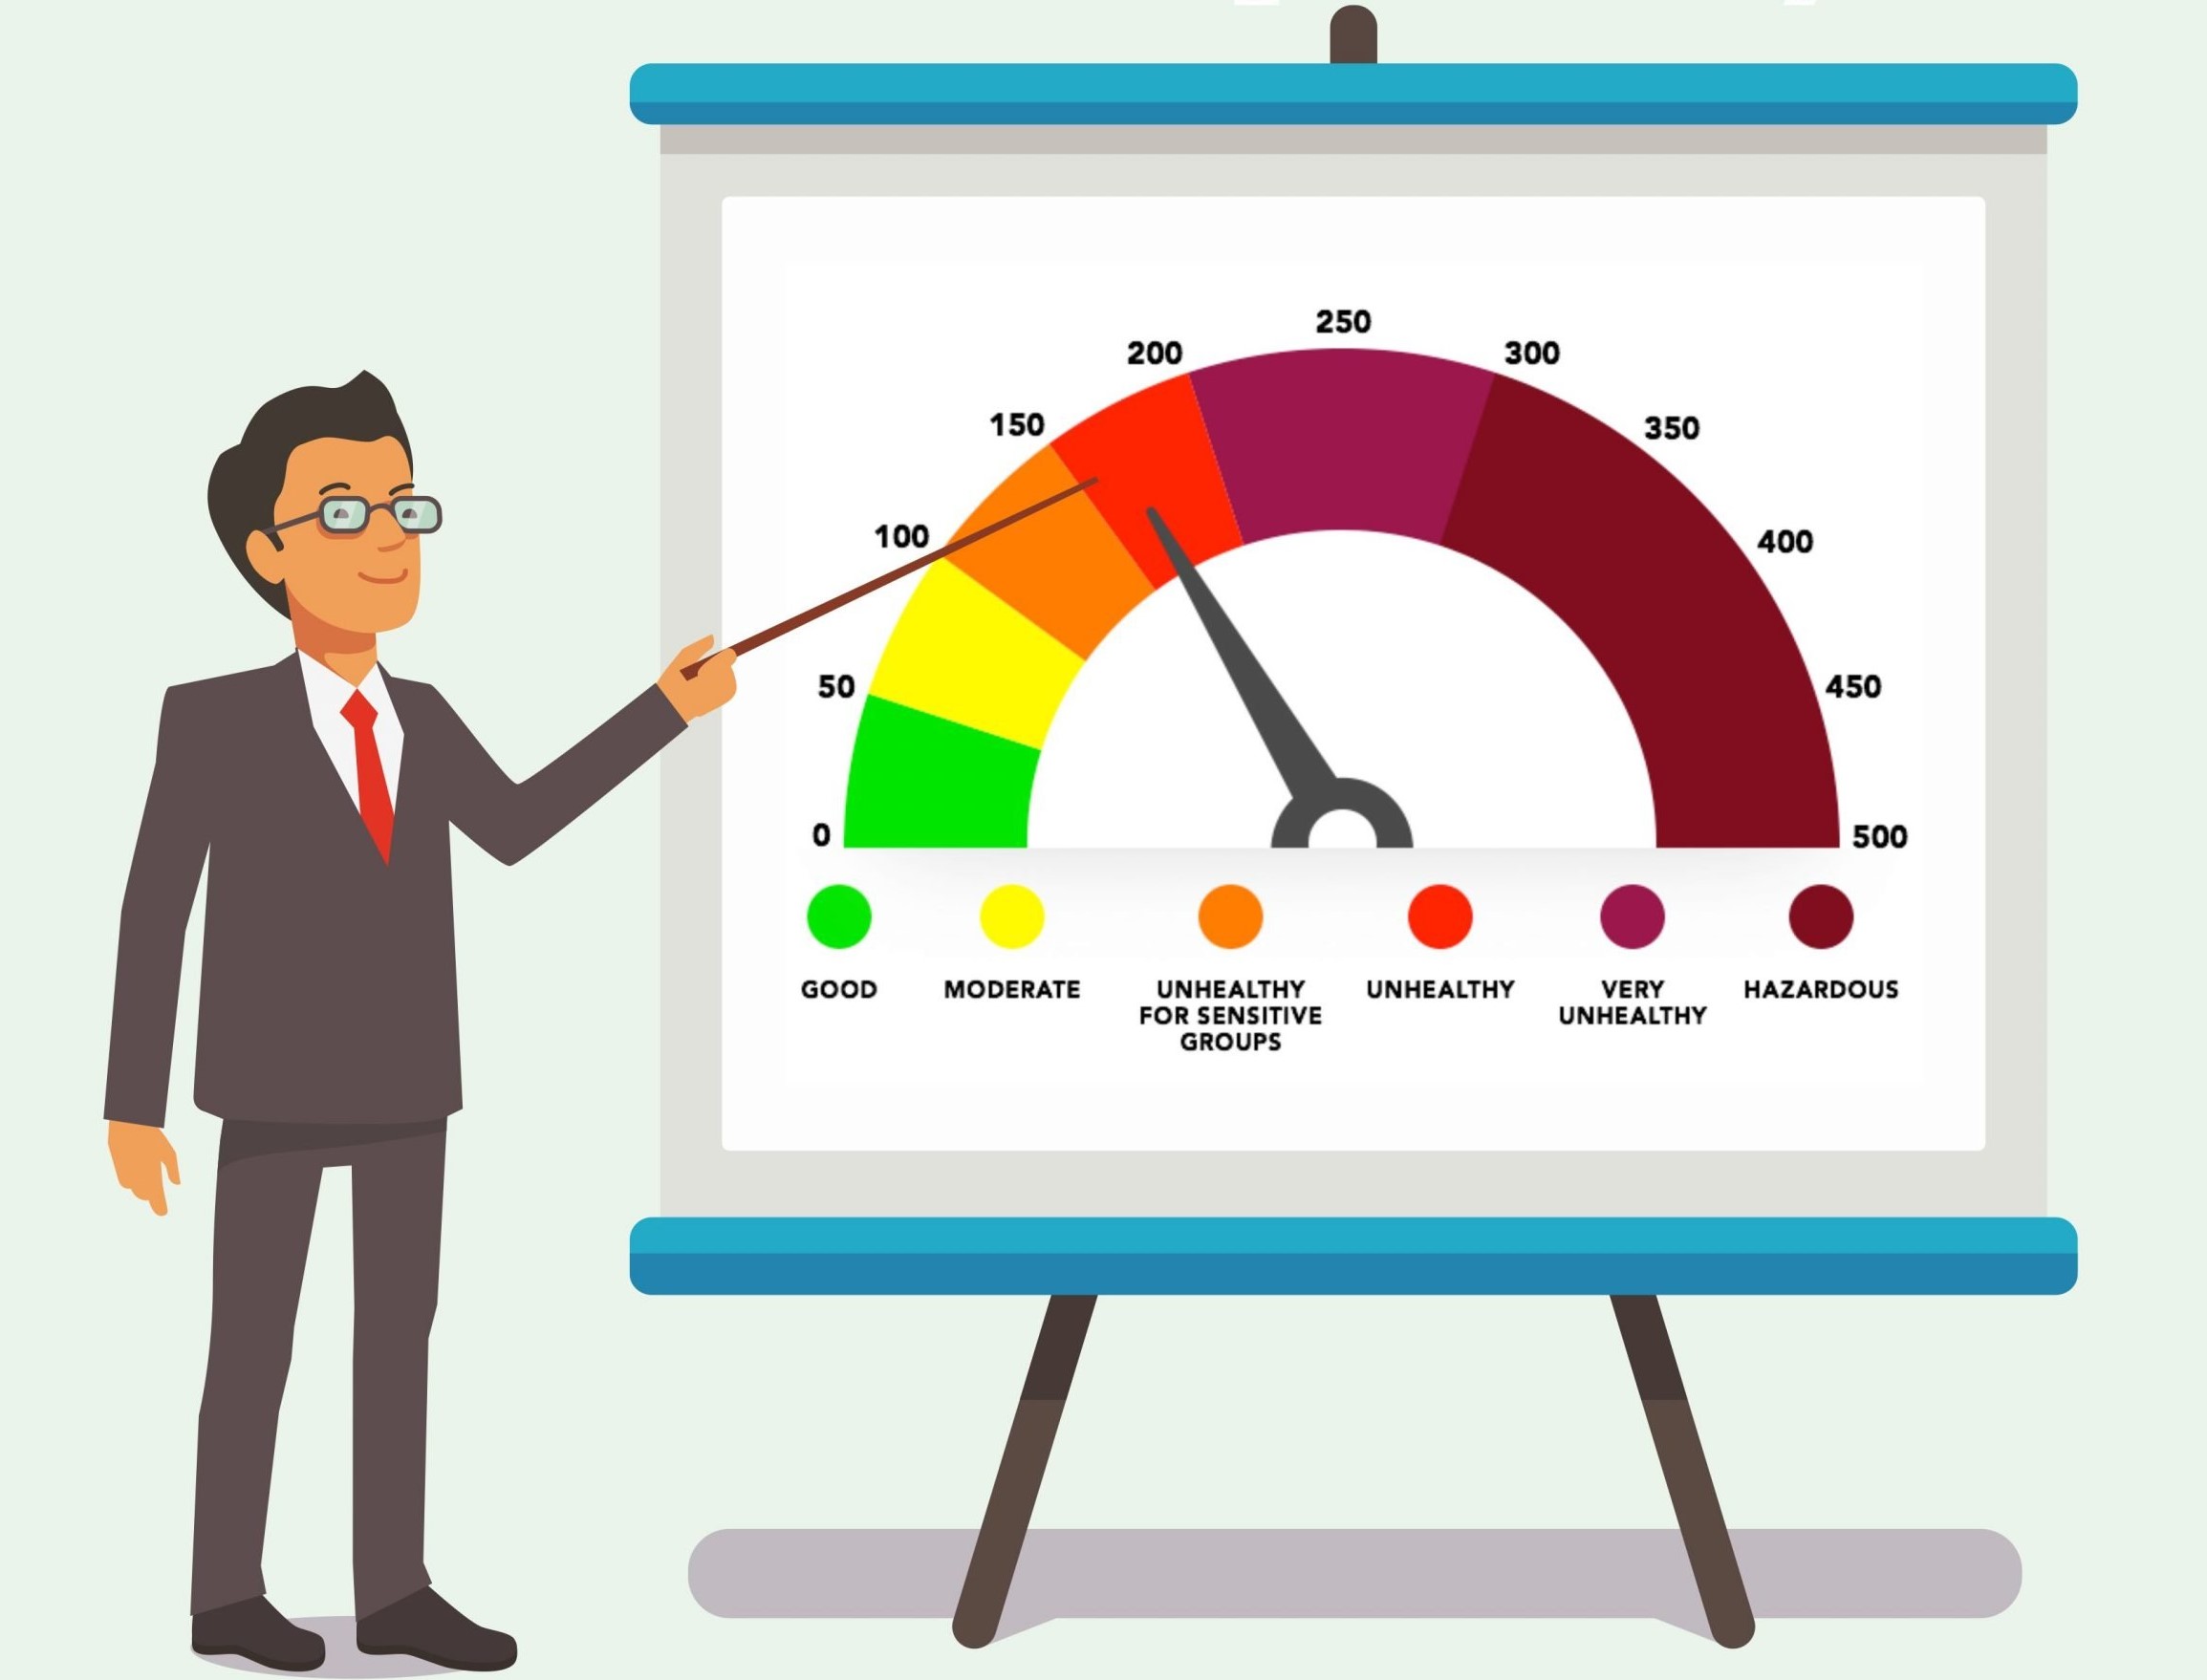 250
200
300
150
350
100
400
50
450
0
500
GOOD
MODERATE
UNHEALTHY
FOR SENSITIVE
GROUPS
UNHEALTHY
VERY
UNHEALTHY
HAZARDOUS